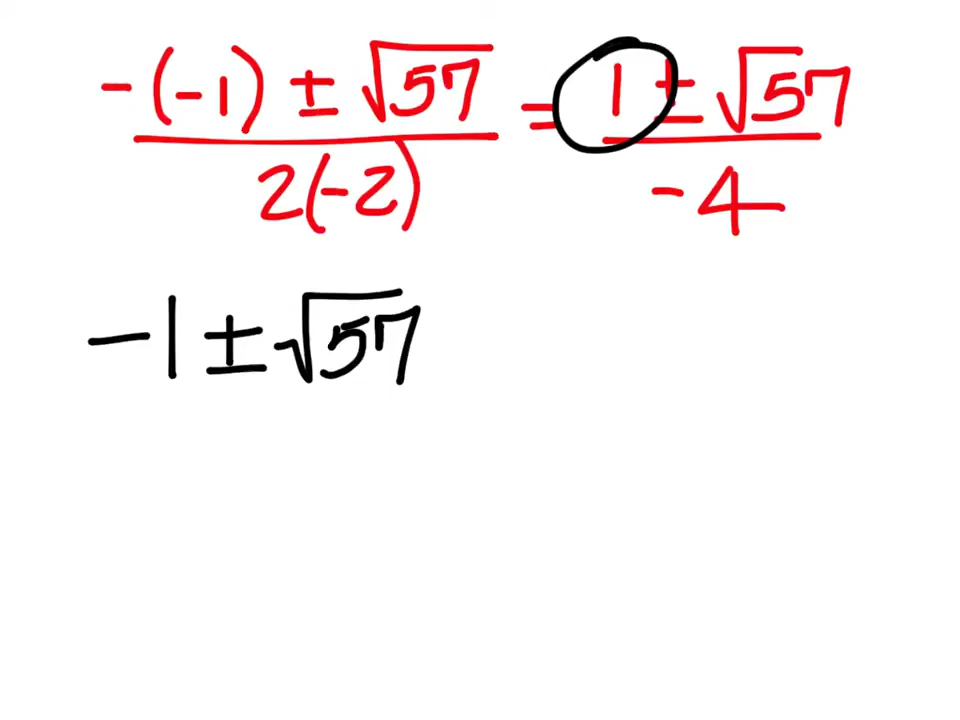 -(-1) ± √57 = 1 ± √57
2(-2) -4
-1 ± √57